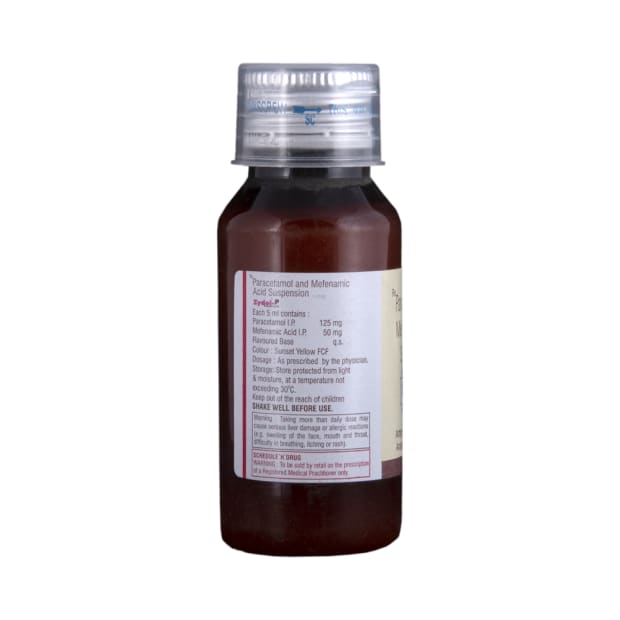 Rx
Paracetamol and Mefenamic
Acid Suspension
Zydol-P
Each 5 ml contains :
Paracetamol I.P. 125 mg
Mefenamic Acid I.P. 50 mg
Flavoured Base q.s.
Colour : Sunset Yellow FCF
Dosage : As prescribed by the physician.
Storage: Store protected from light
& moisture, at a temperature not
exceeding 30°C.
Keep out of the reach of children
SHAKE WELL BEFORE USE.
Warning : Taking more than daily dose may
cause serious liver damage or allergic reactions
(e.g. swelling of the face, mouth and throat,
difficulty in breathing, itching or rash).
SCHEDULE 'H' DRUG
WARNING : To be sold by retail on the prescription
of a Registered Medical Practitioner only.